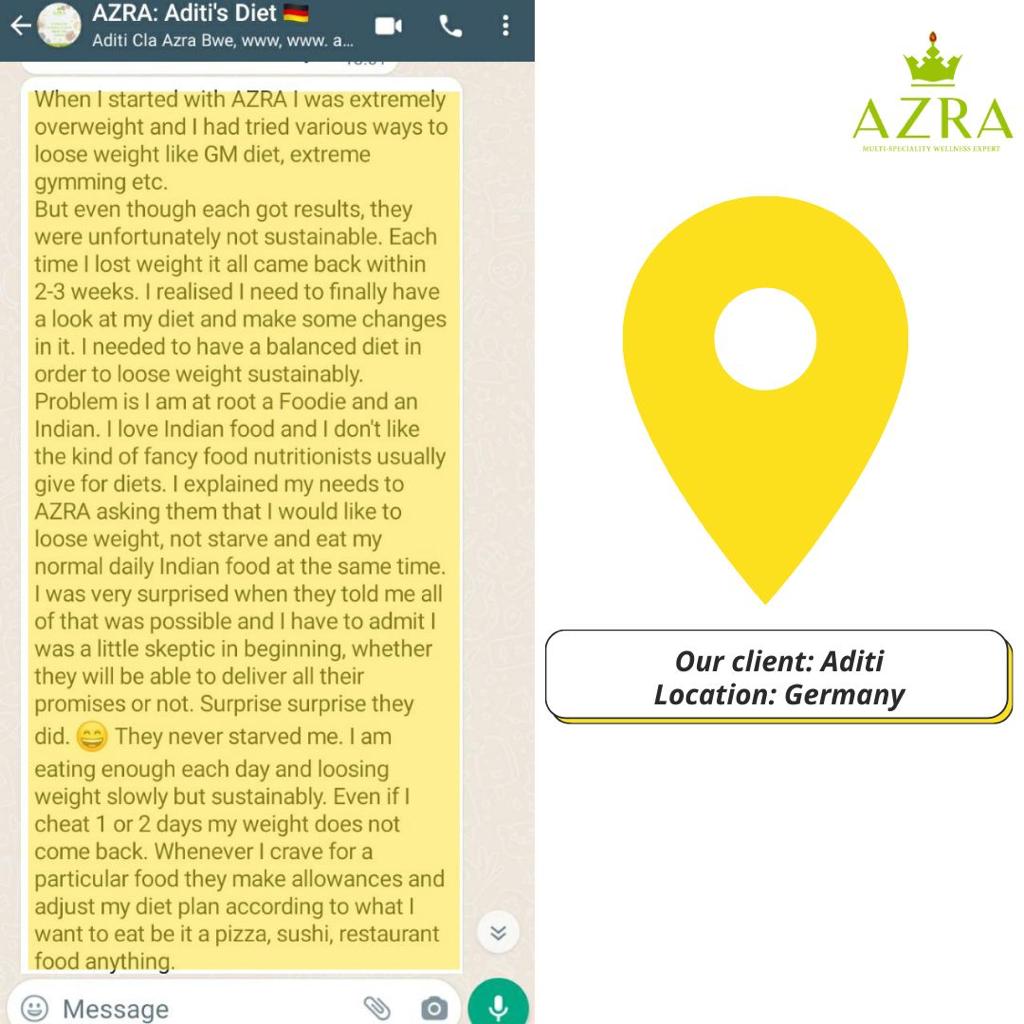 AZRA: Aditi's Diet 🇩🇪
Aditi Cla Azra Bwe, www, www. a...
When I started with AZRA I was extremely
overweight and I had tried various ways to
loose weight like GM diet, extreme
gymming etc.
But even though each got results, they
were unfortunately not sustainable. Each
time I lost weight it all came back within
2-3 weeks. I realised I need to finally have
a look at my diet and make some changes
in it. I needed to have a balanced diet in
order to loose weight sustainably.
Problem is I am at root a Foodie and an
Indian. I love Indian food and I don't like
the kind of fancy food nutritionists usually
give for diets. I explained my needs to
AZRA asking them that I would like to
loose weight, not starve and eat my
normal daily Indian food at the same time.
I was very surprised when they told me all
of that was possible and I have to admit I
was a little skeptic in beginning, whether
they will be able to deliver all their
promises or not. Surprise surprise they
did. 😄 They never starved me. I am
eating enough each day and loosing
weight slowly but sustainably. Even if I
cheat 1 or 2 days my weight does not
come back. Whenever I crave for a
particular food they make allowances and
adjust my diet plan according to what I
want to eat be it a pizza, sushi, restaurant
food anything.
Message
AZRA
MULTI-SPECIALITY WELLNESS EXPERT
Our client: Aditi
Location: Germany